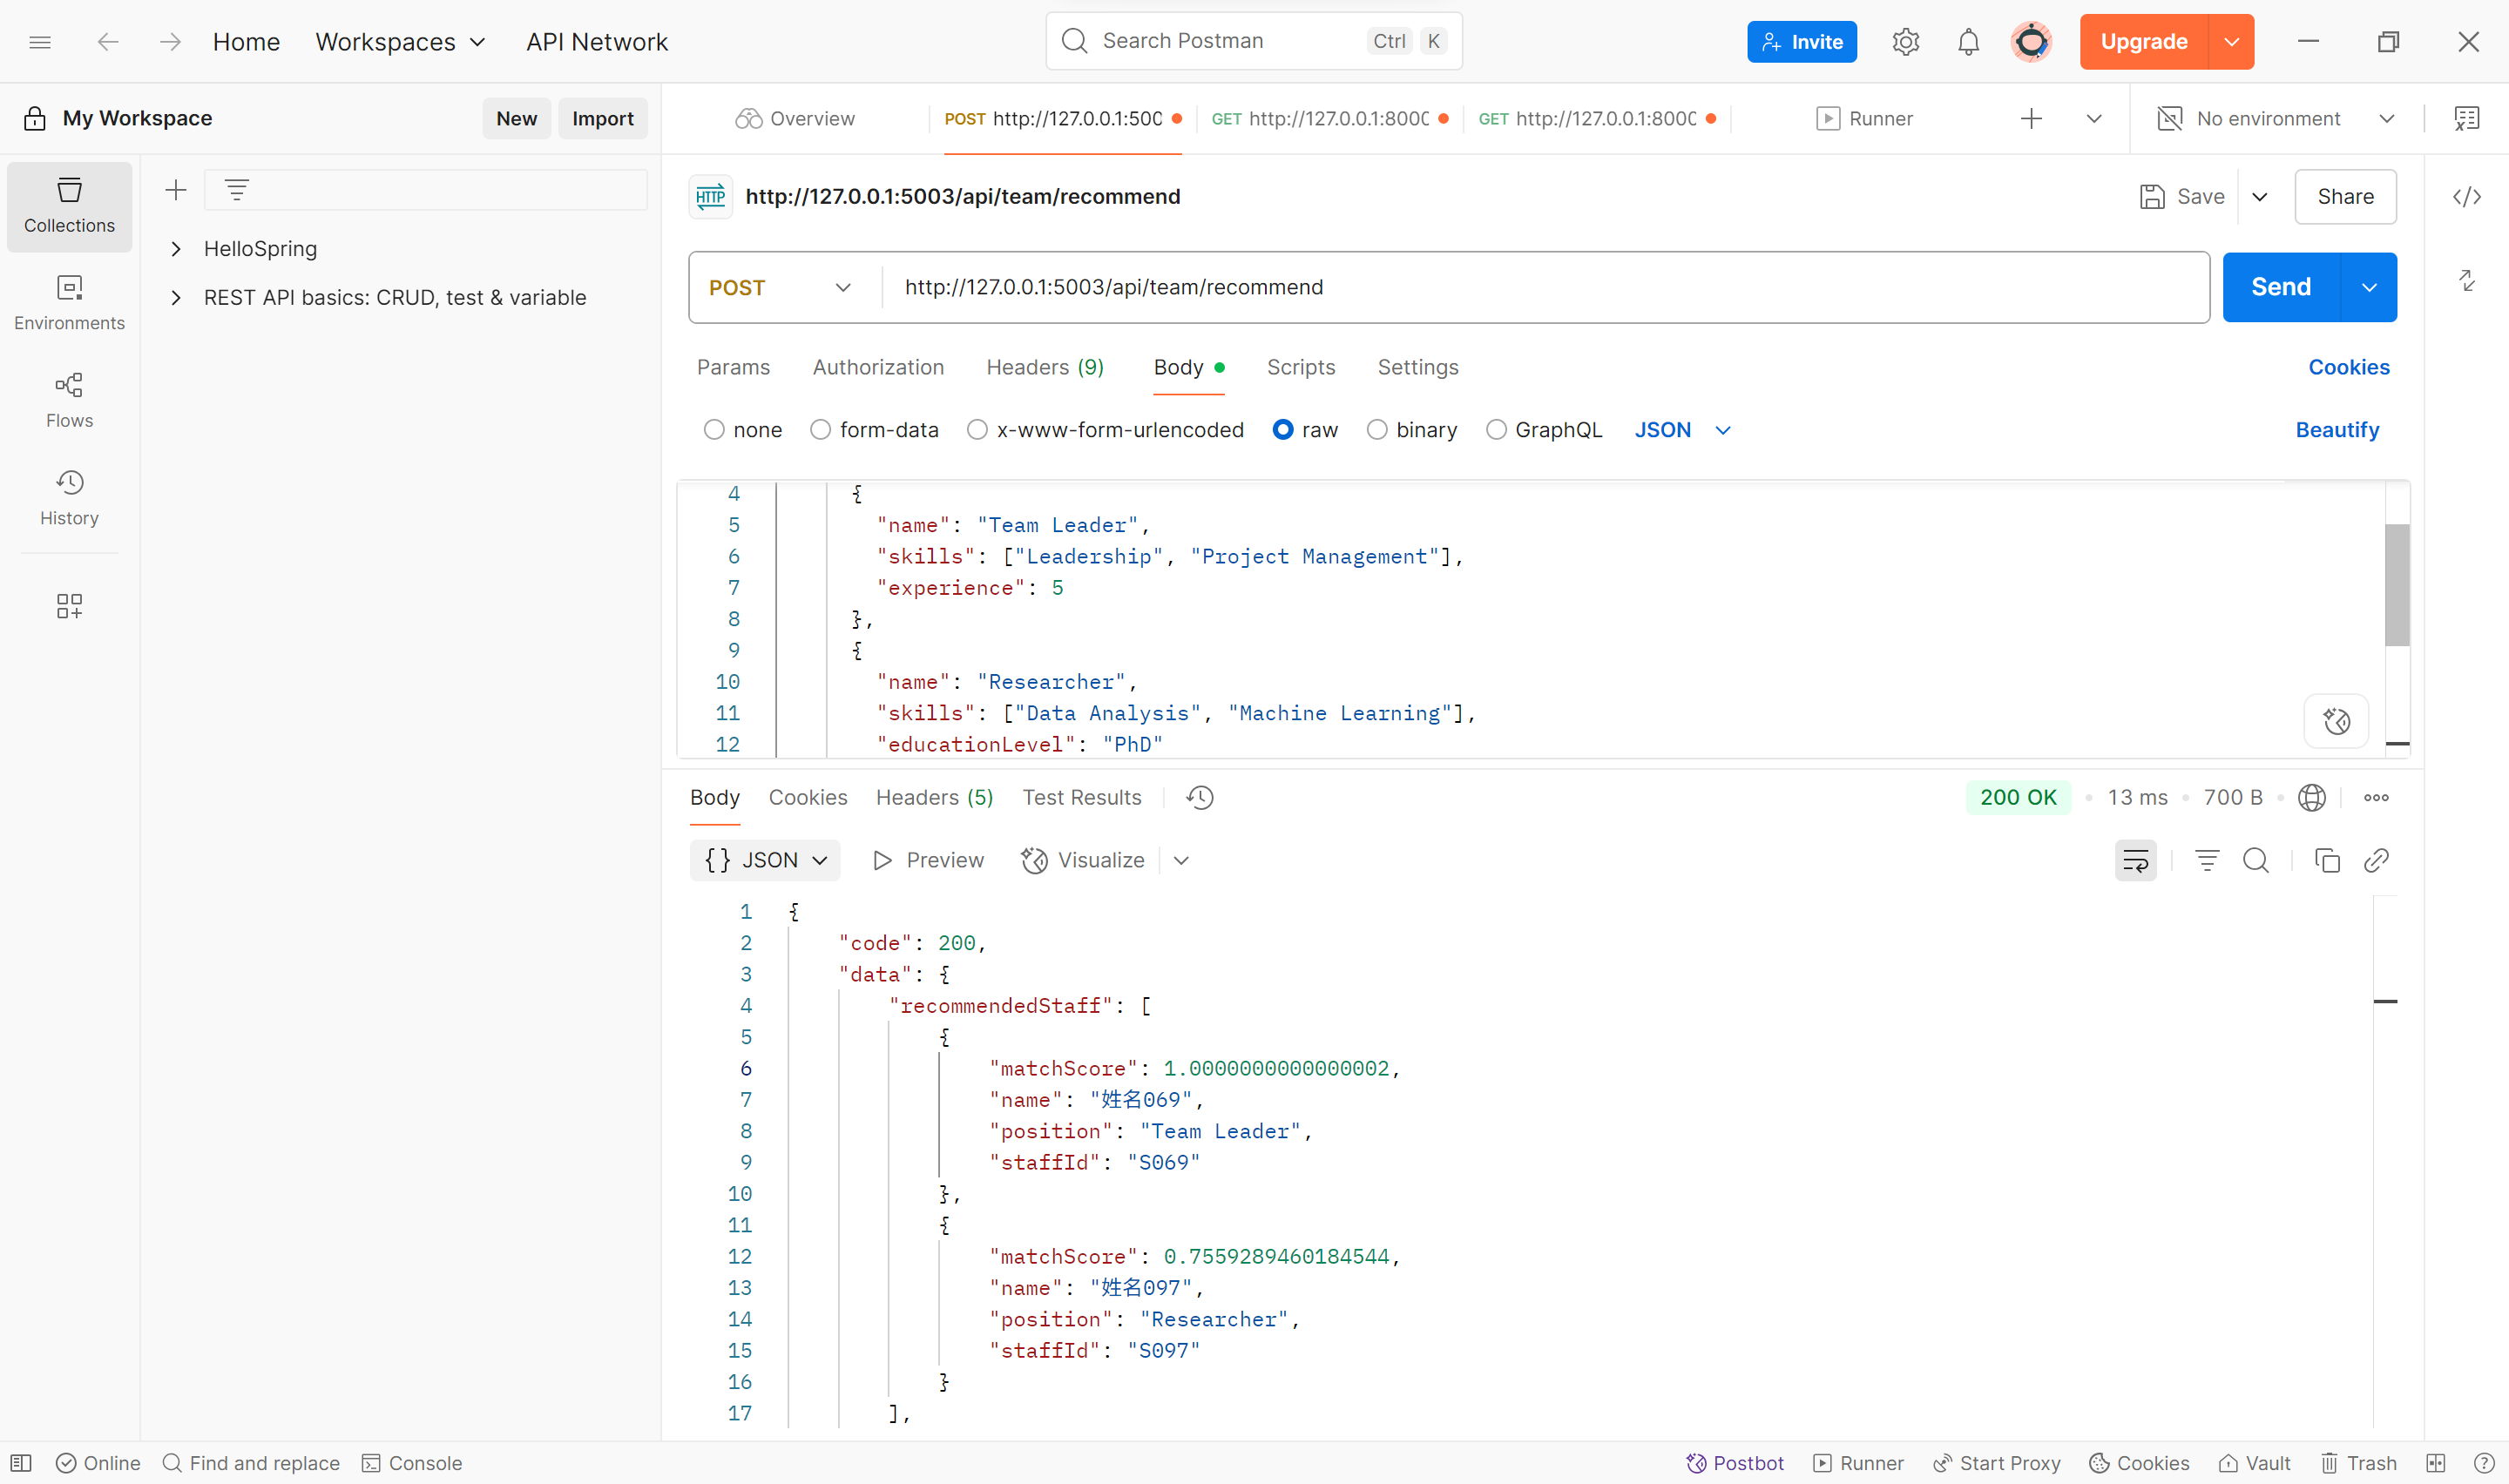 Home Workspaces API Network Search Postman Ctrl K Invite Upgrade
My Workspace New Import Overview POST http://127.0.0.1:500 GET http://127.0.0.1:8000 GET http://127.0.0.1:8000 Runner No environment
Collections
Environments
Flows
History
HelloSpring
REST API basics: CRUD, test & variable
HTTP http://127.0.0.1:5003/api/team/recommend Save Share
POST http://127.0.0.1:5003/api/team/recommend Send
Params Authorization Headers (9) Body Scripts Settings Cookies
none form-data x-www-form-urlencoded raw binary GraphQL JSON Beautify
4 {
5 "name": "Team Leader",
6 "skills": ["Leadership", "Project Management"],
7 "experience": 5
8 },
9 {
10 "name": "Researcher",
11 "skills": ["Data Analysis", "Machine Learning"],
12 "educationLevel": "PhD"
Body Cookies Headers (5) Test Results 200 OK 13 ms 700 B
{} JSON Preview Visualize
1 {
2 "code": 200,
3 "data": {
4 "recommendedStaff": [
5 {
6 "matchScore": 1.0000000000000002,
7 "name": "姓名069",
8 "position": "Team Leader",
9 "staffId": "S069"
10 },
11 {
12 "matchScore": 0.7559289460184544,
13 "name": "姓名097",
14 "position": "Researcher",
15 "staffId": "S097"
16 }
17 ],
Online Find and replace Console Postbot Runner Start Proxy Cookies Vault Trash